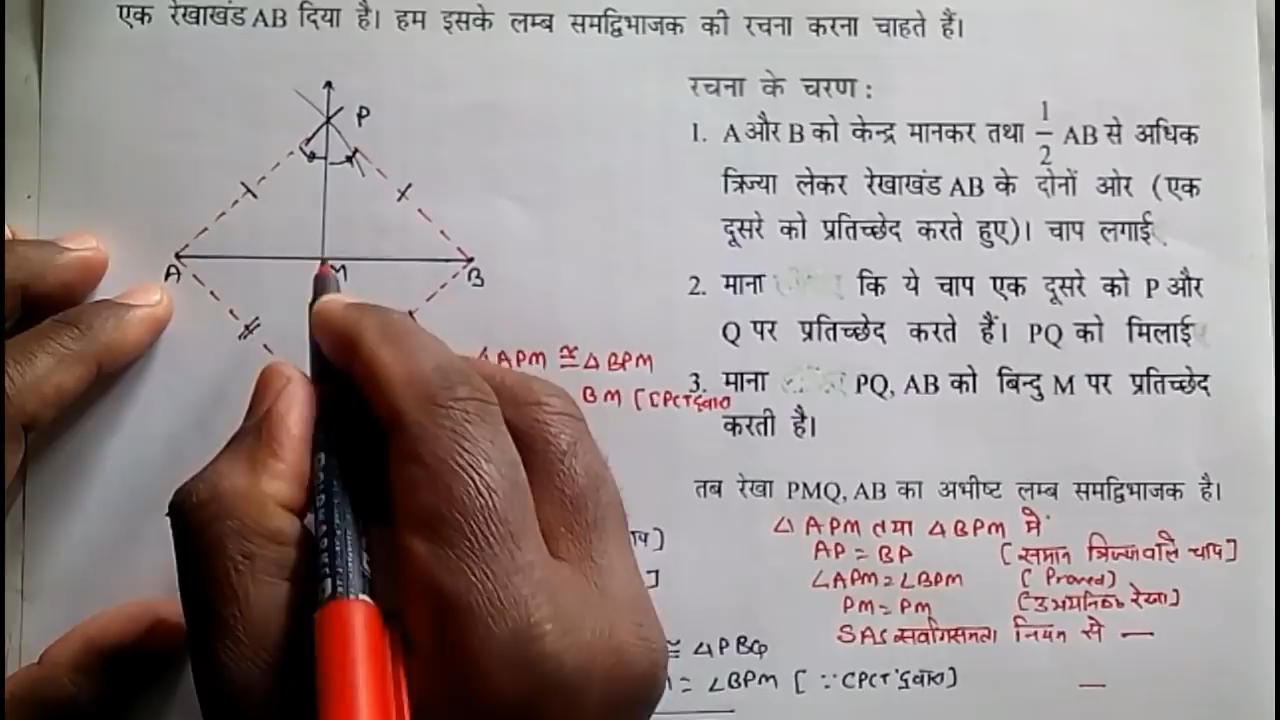 एक रेखाखंड AB दिया है। हम इसके लम्ब समद्विभाजक की रचना करना चाहते हैं।
P
A
M
B
रचना के चरण :
1. A और B को केन्द्र मानकर तथा 1/2 AB से अधिक
त्रिज्या लेकर रेखाखंड AB के दोनों ओर (एक
दूसरे को प्रतिच्छेद करते हुए)। चाप लगाई
2. माना कि ये चाप एक दूसरे को P और
Q पर प्रतिच्छेद करते हैं। PQ को मिलाई
3. माना PQ, AB को बिन्दु M पर प्रतिच्छेद
करती है।
तब रेखा PMQ, AB का अभीष्ट लम्ब समद्विभाजक है।
∆APM ≅ ∆BPM
BM [CPCT द्वारा
∆ APM तथा ∆BPM में
AP = BP [समान त्रिज्यावाले चाप]
∠APM = ∠BPM [Proved]
PM = PM [उभयनिष्ठ रेखा]
SAS सर्वांगसमता नियम से —
]
≅ ∆PBQ
= ∠BPM [∵ CPCT द्वारा]